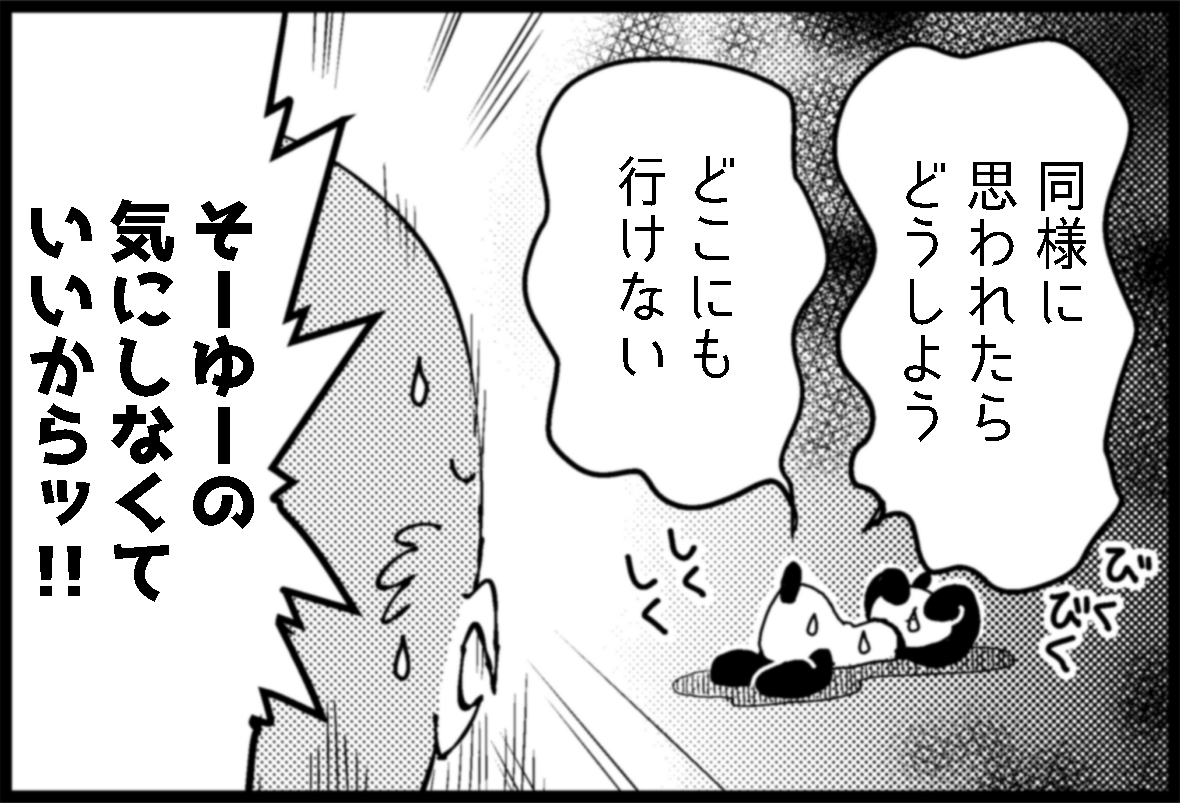 同様に
思われたら
どうしよう
どこにも
行けない
びく
びく
しく
しく
そーゆーの
気にしなくて
いいからッ!!